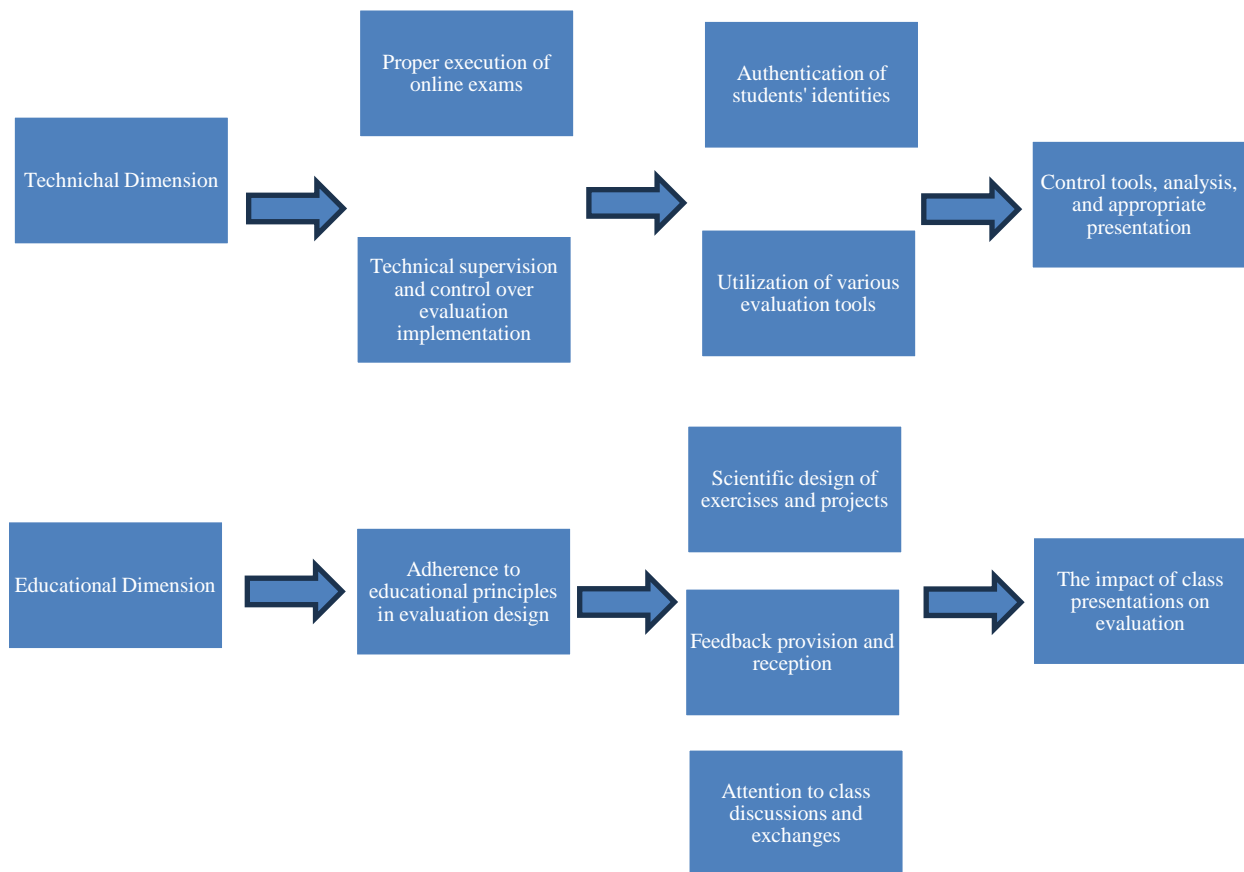 Proper execution of
online exams
Authentication of
students' identities
Technichal Dimension
Control tools, analysis,
and appropriate
presentation
Technical supervision
and control over
evaluation
implementation
Utilization of various
evaluation tools
Scientific design of
exercises and projects
Educational Dimension
Adherence to
educational principles
in evaluation design
The impact of class
presentations on
evaluation
Feedback provision and
reception
Attention to class
discussions and
exchanges